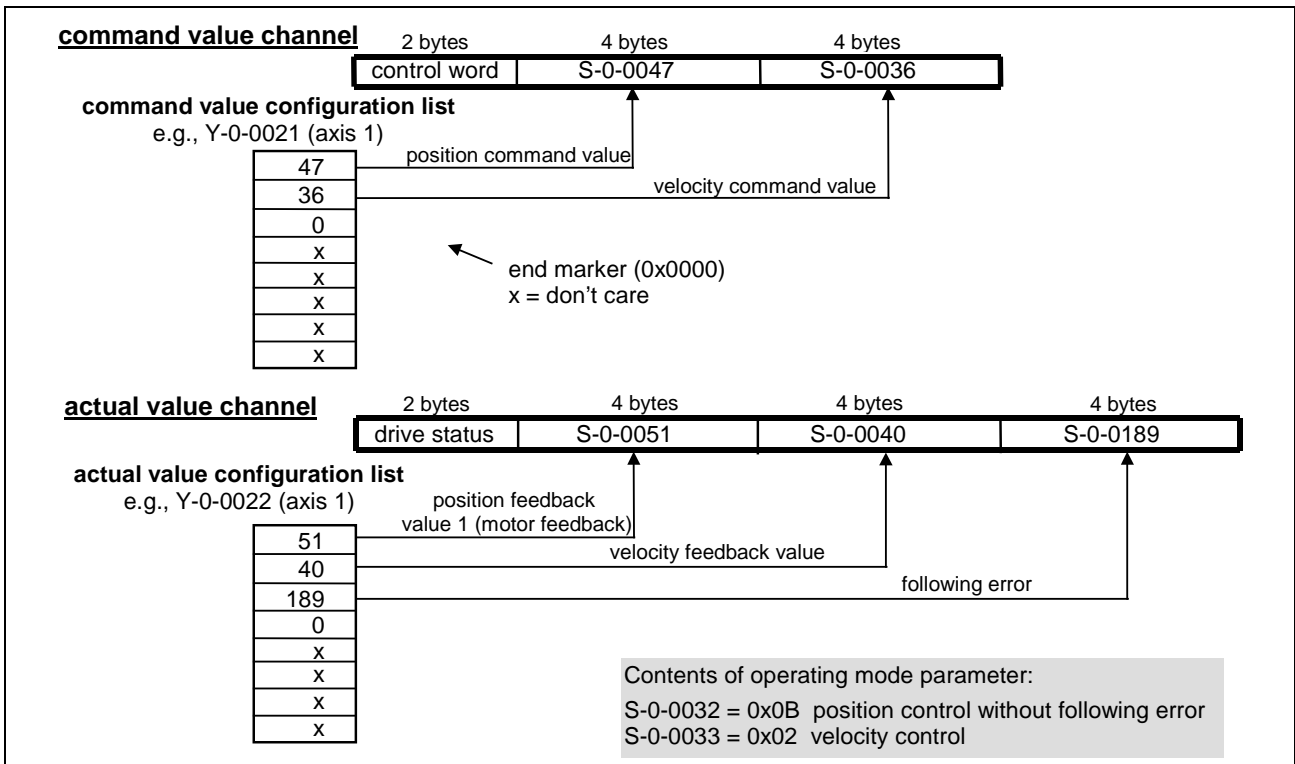 command value channel
2 bytes 4 bytes 4 bytes
control word S-0-0047 S-0-0036
command value configuration list
e.g., Y-0-0021 (axis 1)
position command value
47
velocity command value
36
0
x
x
x
x
x
end marker (0x0000)
x = don't care
actual value channel
2 bytes 4 bytes 4 bytes 4 bytes
drive status S-0-0051 S-0-0040 S-0-0189
actual value configuration list
e.g., Y-0-0022 (axis 1)
position feedback
value 1 (motor feedback)
51
velocity feedback value
40
following error
189
0
x
x
x
x
Contents of operating mode parameter:
S-0-0032 = 0x0B position control without following error
S-0-0033 = 0x02 velocity control